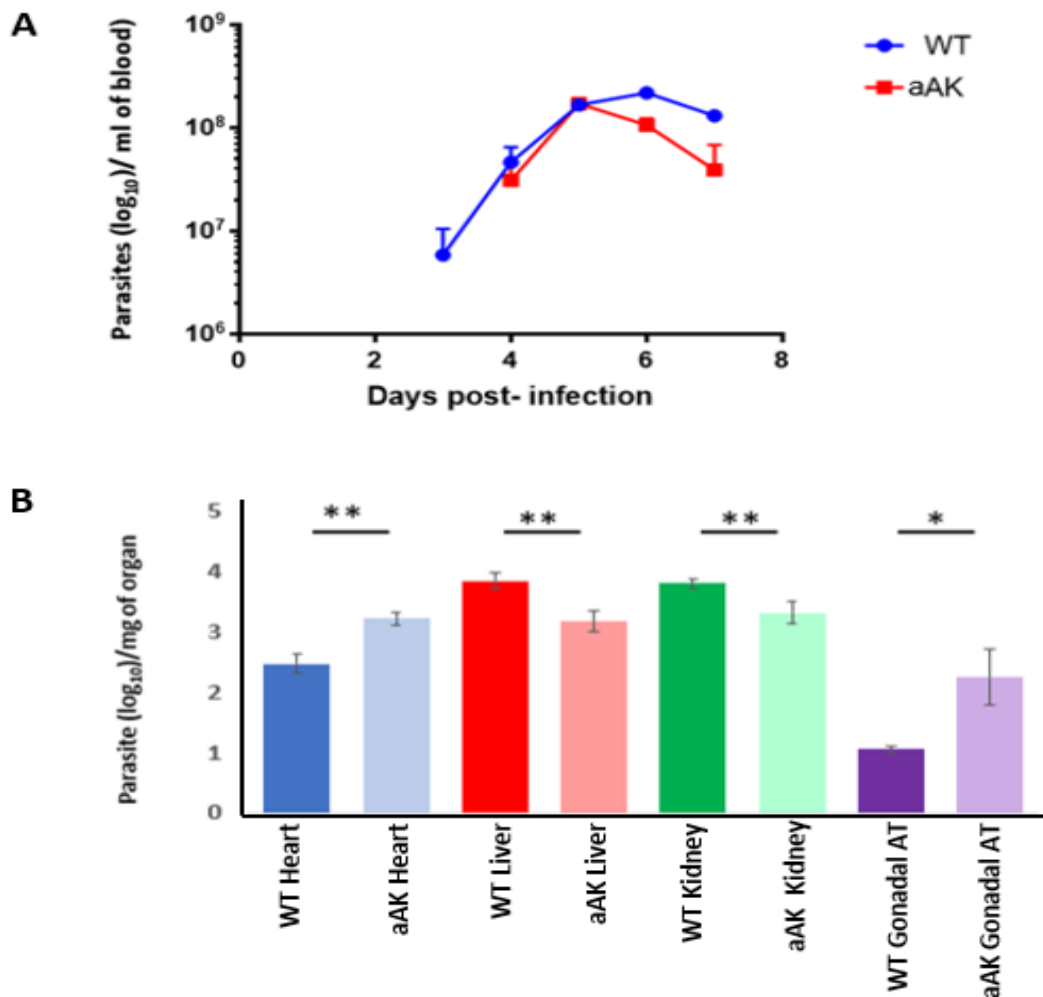 A
Parasites (log₁₀)/ ml of blood)
10⁹
10⁸
10⁷
10⁶
0
2
4
6
8
Days post- infection
WT
aAK
B
Parasite (log₁₀)/mg of organ
5
4
3
2
1
0
**
**
**
*
WT Heart
aAK Heart
WT Liver
aAK Liver
WT Kidney
aAK Kidney
WT Gonadal AT
aAK Gonadal AT